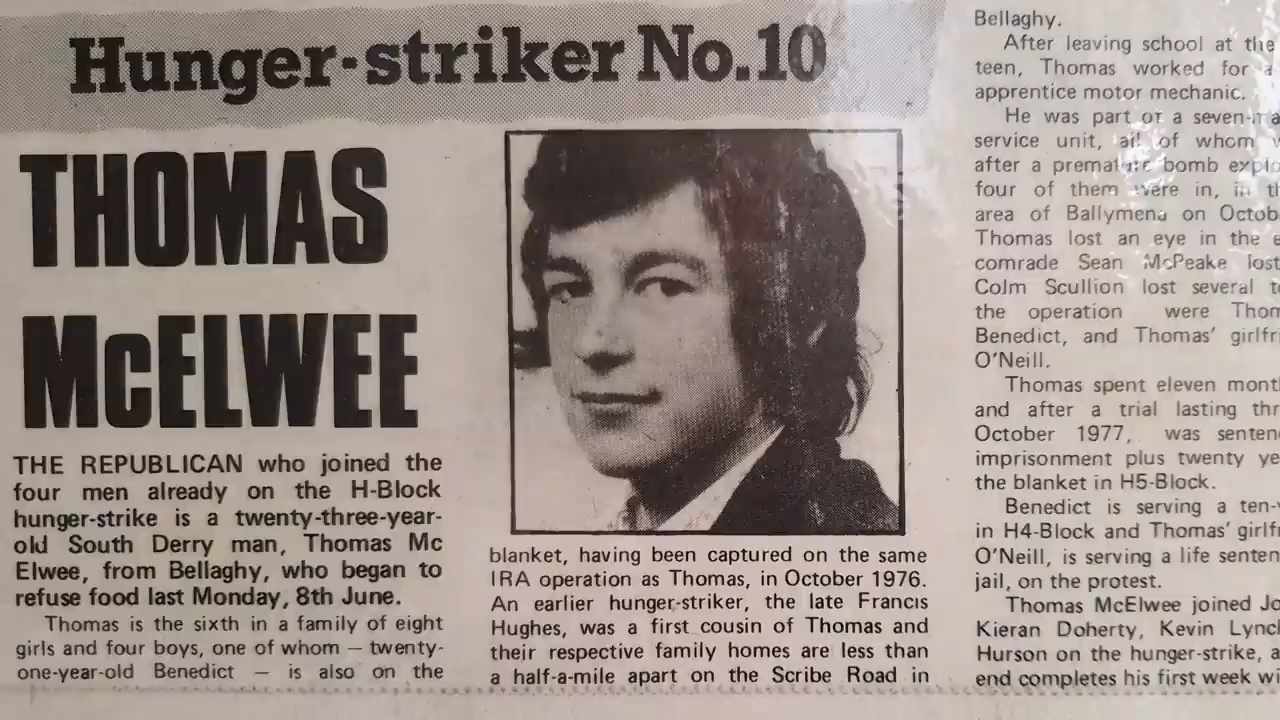 Hunger-striker No.10
THOMAS
McELWEE
THE REPUBLICAN who joined the
four men already on the H-Block
hunger-strike is a twenty-three-year-
old South Derry man, Thomas Mc
Elwee, from Bellaghy, who began to
refuse food last Monday, 8th June.
Thomas is the sixth in a family of eight
girls and four boys, one of whom — twenty-
one-year-old Benedict — is also on the
blanket, having been captured on the same
IRA operation as Thomas, in October 1976.
An earlier hunger-striker, the late Francis
Hughes, was a first cousin of Thomas and
their respective family homes are less than
a half-a-mile apart on the Scribe Road in
Bellaghy.
After leaving school at the
teen, Thomas worked for a
apprentice motor mechanic.
He was part of a seven-ma
service unit, all of whom
after a premature bomb explo
four of them were in, in th
area of Ballymena on Octob
Thomas lost an eye in the e
comrade Sean McPeake lost
Colm Scullion lost several to
the operation were Thom
Benedict, and Thomas' girlfri
O'Neill.
Thomas spent eleven mont
and after a trial lasting thr
October 1977, was senten
imprisonment plus twenty ye
the blanket in H5-Block.
Benedict is serving a ten-
in H4-Block and Thomas' girlf
O'Neill, is serving a life senten
jail, on the protest.
Thomas McElwee joined Jo
Kieran Doherty, Kevin Lync
Hurson on the hunger-strike, a
end completes his first week wi